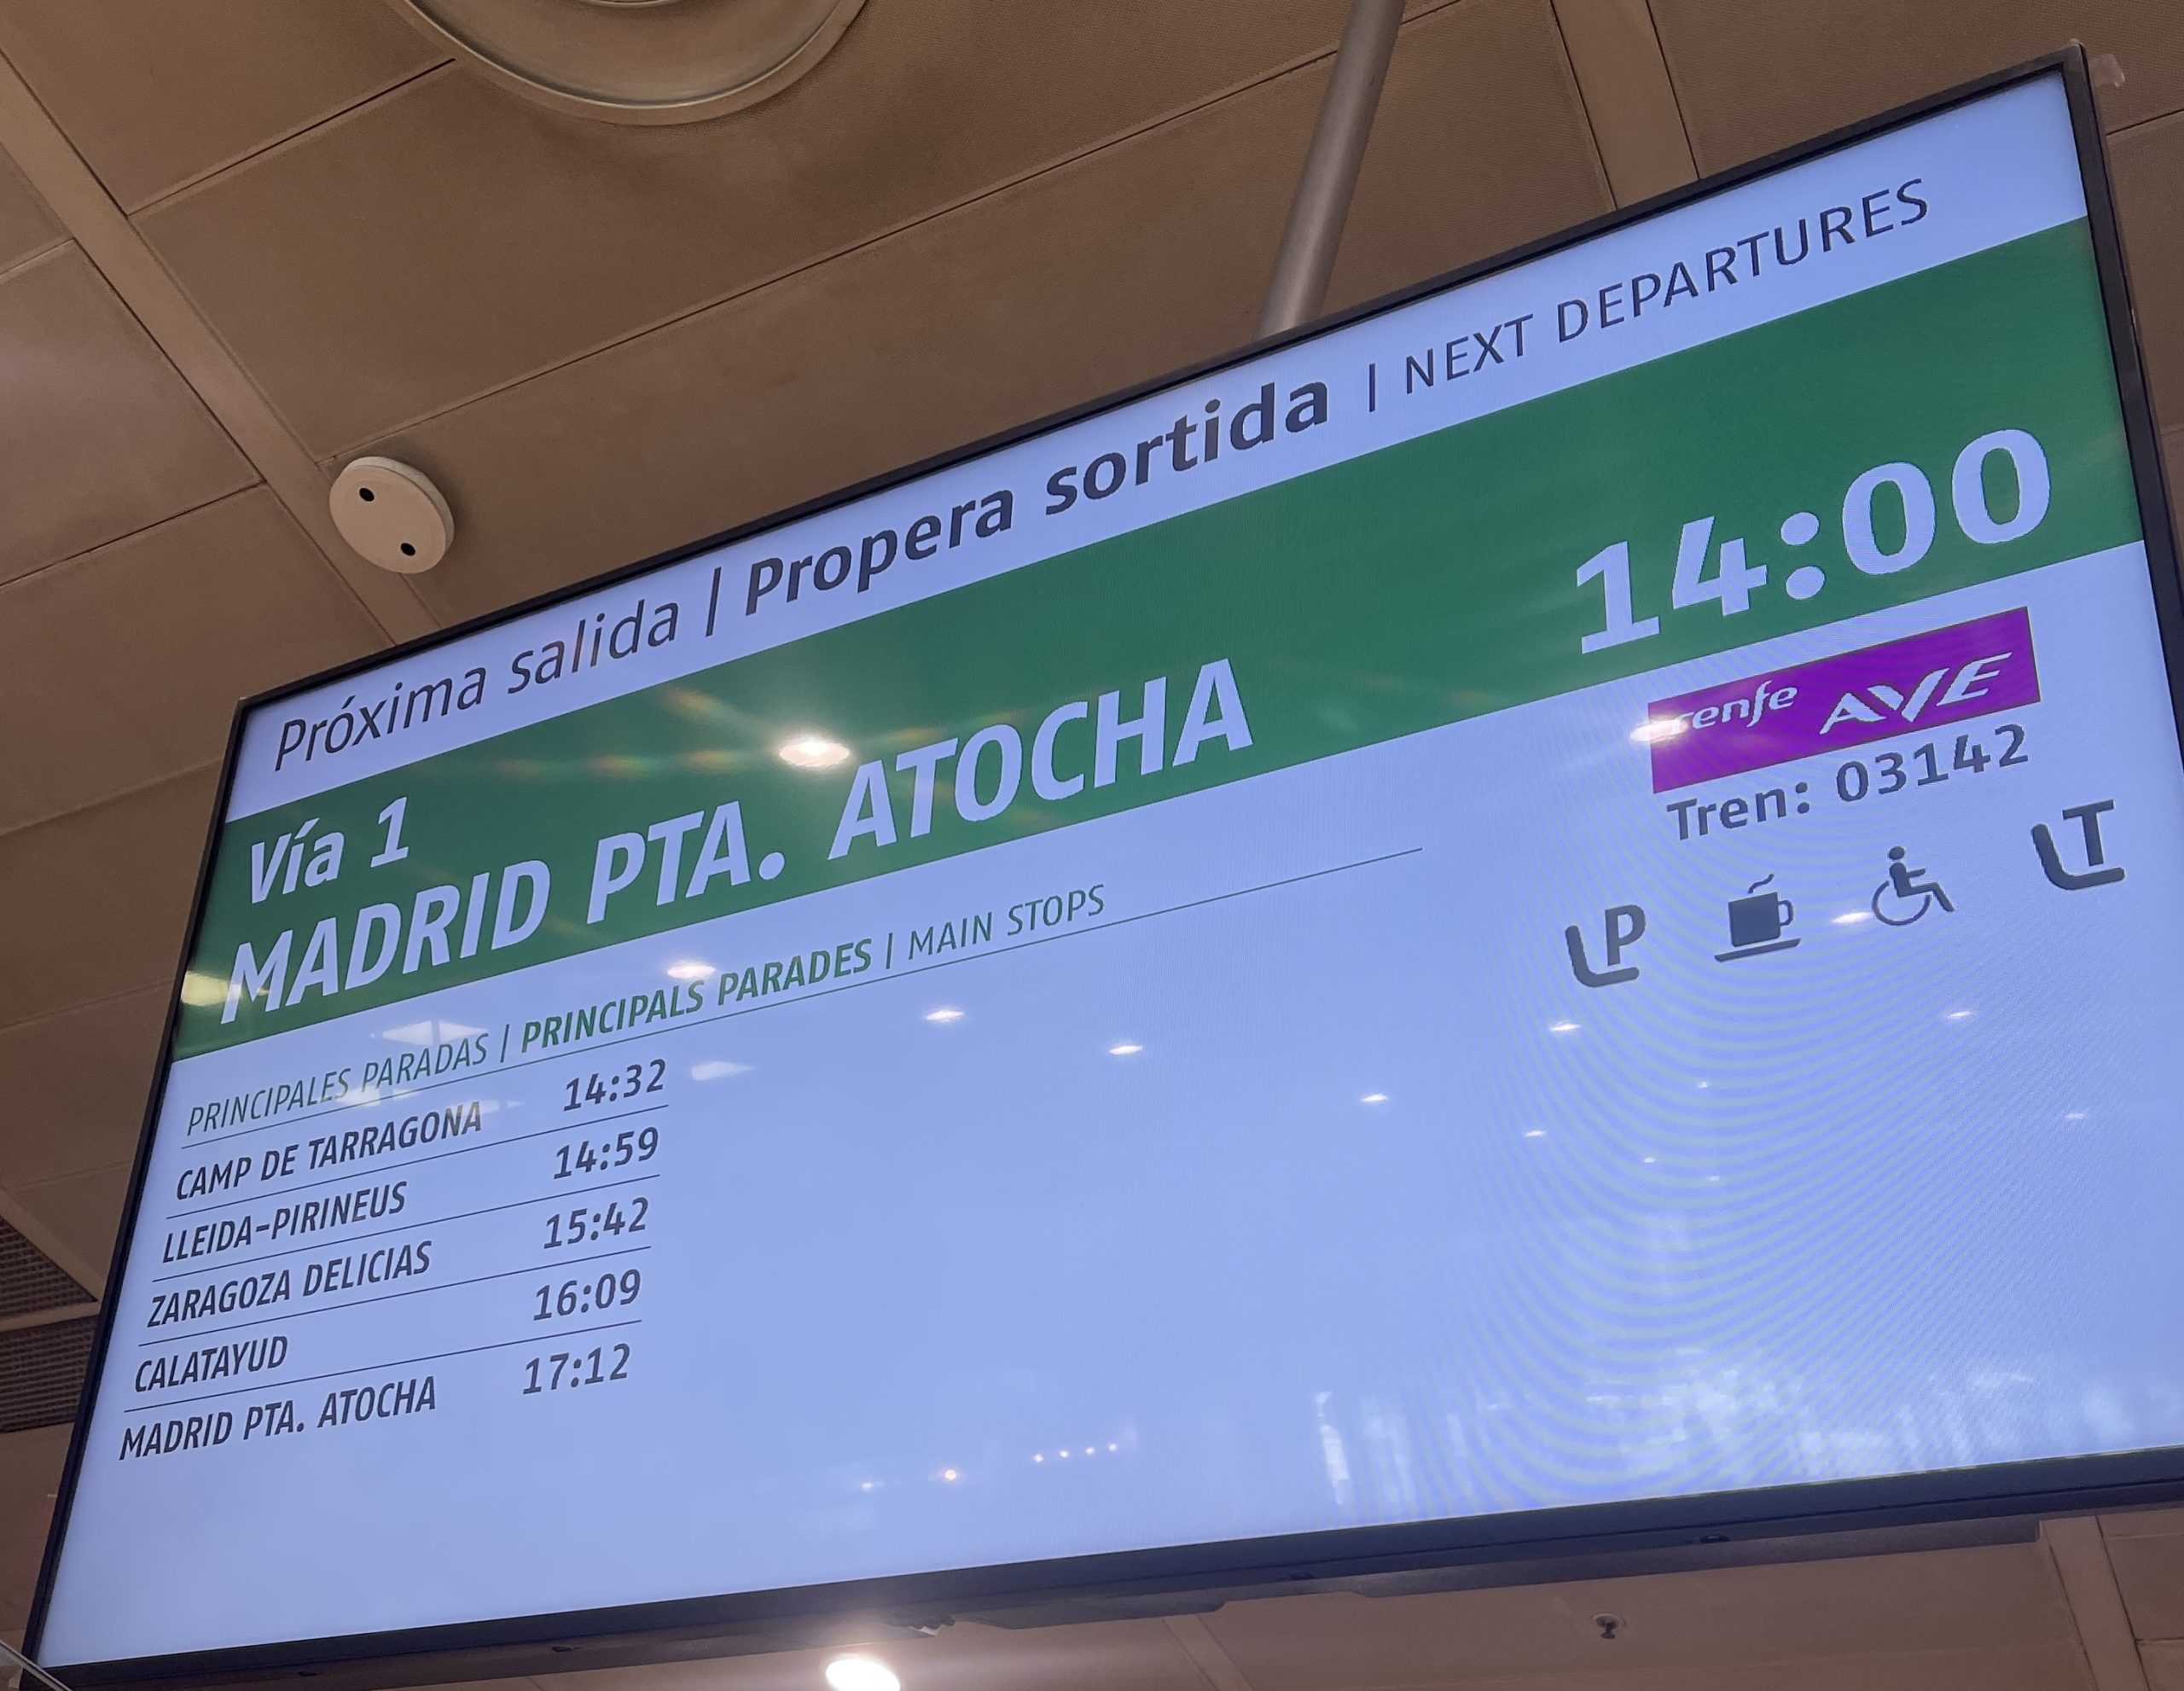 Próxima salida | Propera sortida | NEXT DEPARTURES
Vía 1
MADRID PTA. ATOCHA 14:00
renfe AVE
Tren: 03142
LP LT
PRINCIPALES PARADAS | PRINCIPALS PARADES | MAIN STOPS
CAMP DE TARRAGONA 14:32
LLEIDA-PIRINEUS 14:59
ZARAGOZA DELICIAS 15:42
CALATAYUD 16:09
MADRID PTA. ATOCHA 17:12